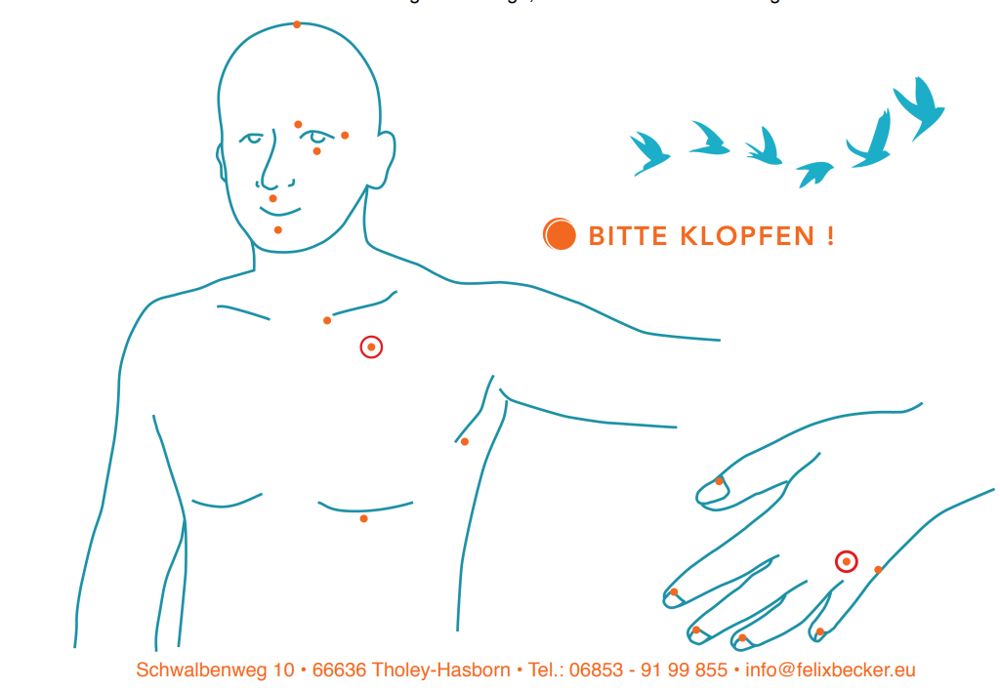 BITTE KLOPFEN !
Schwalbenweg 10 • 66636 Tholey-Hasborn • Tel.: 06853 - 91 99 855 • info@felixbecker.eu